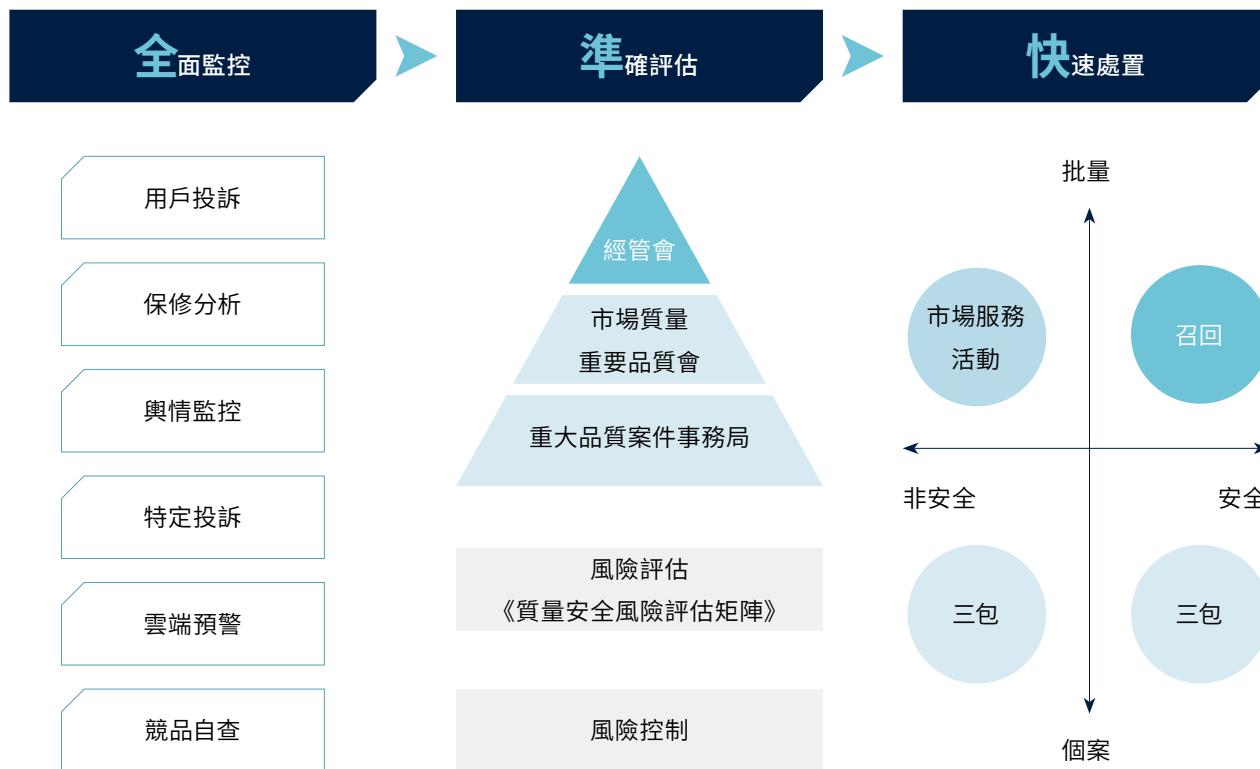 全面監控
準確評估
快速處置
用戶投訴
保修分析
輿情監控
特定投訴
雲端預警
競品自查
經管會
市場質量
重要品質會
重大品質案件事務局
風險評估
《質量安全風險評估矩陣》
風險控制
批量
市場服務
活動
召回
非安全
安全
三包
三包
個案